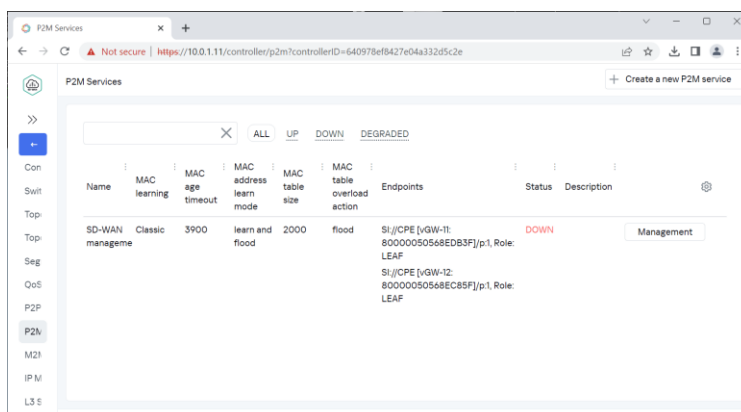 P2M Services
Not secure | https://10.0.1.11/controller/p2m?controllerID=640978ef8427e04a332d5c2e
P2M Services
+ Create a new P2M service
ALL UP DOWN DEGRADED
Name
MAC learning
MAC age timeout
MAC address learn mode
MAC table size
MAC table overload action
Endpoints
Status
Description
SD-WAN manageme
Classic
3900
learn and flood
2000
flood
SI://CPE [vGW-11:
80000050568EDB3F]/p:1, Role:
LEAF
SI://CPE [vGW-12:
80000050568EC85F]/p:1, Role:
LEAF
DOWN
Management
Con
Swit
Top
Top
Seg
QoS
P2P
P2M
M2M
IP M
L3 S